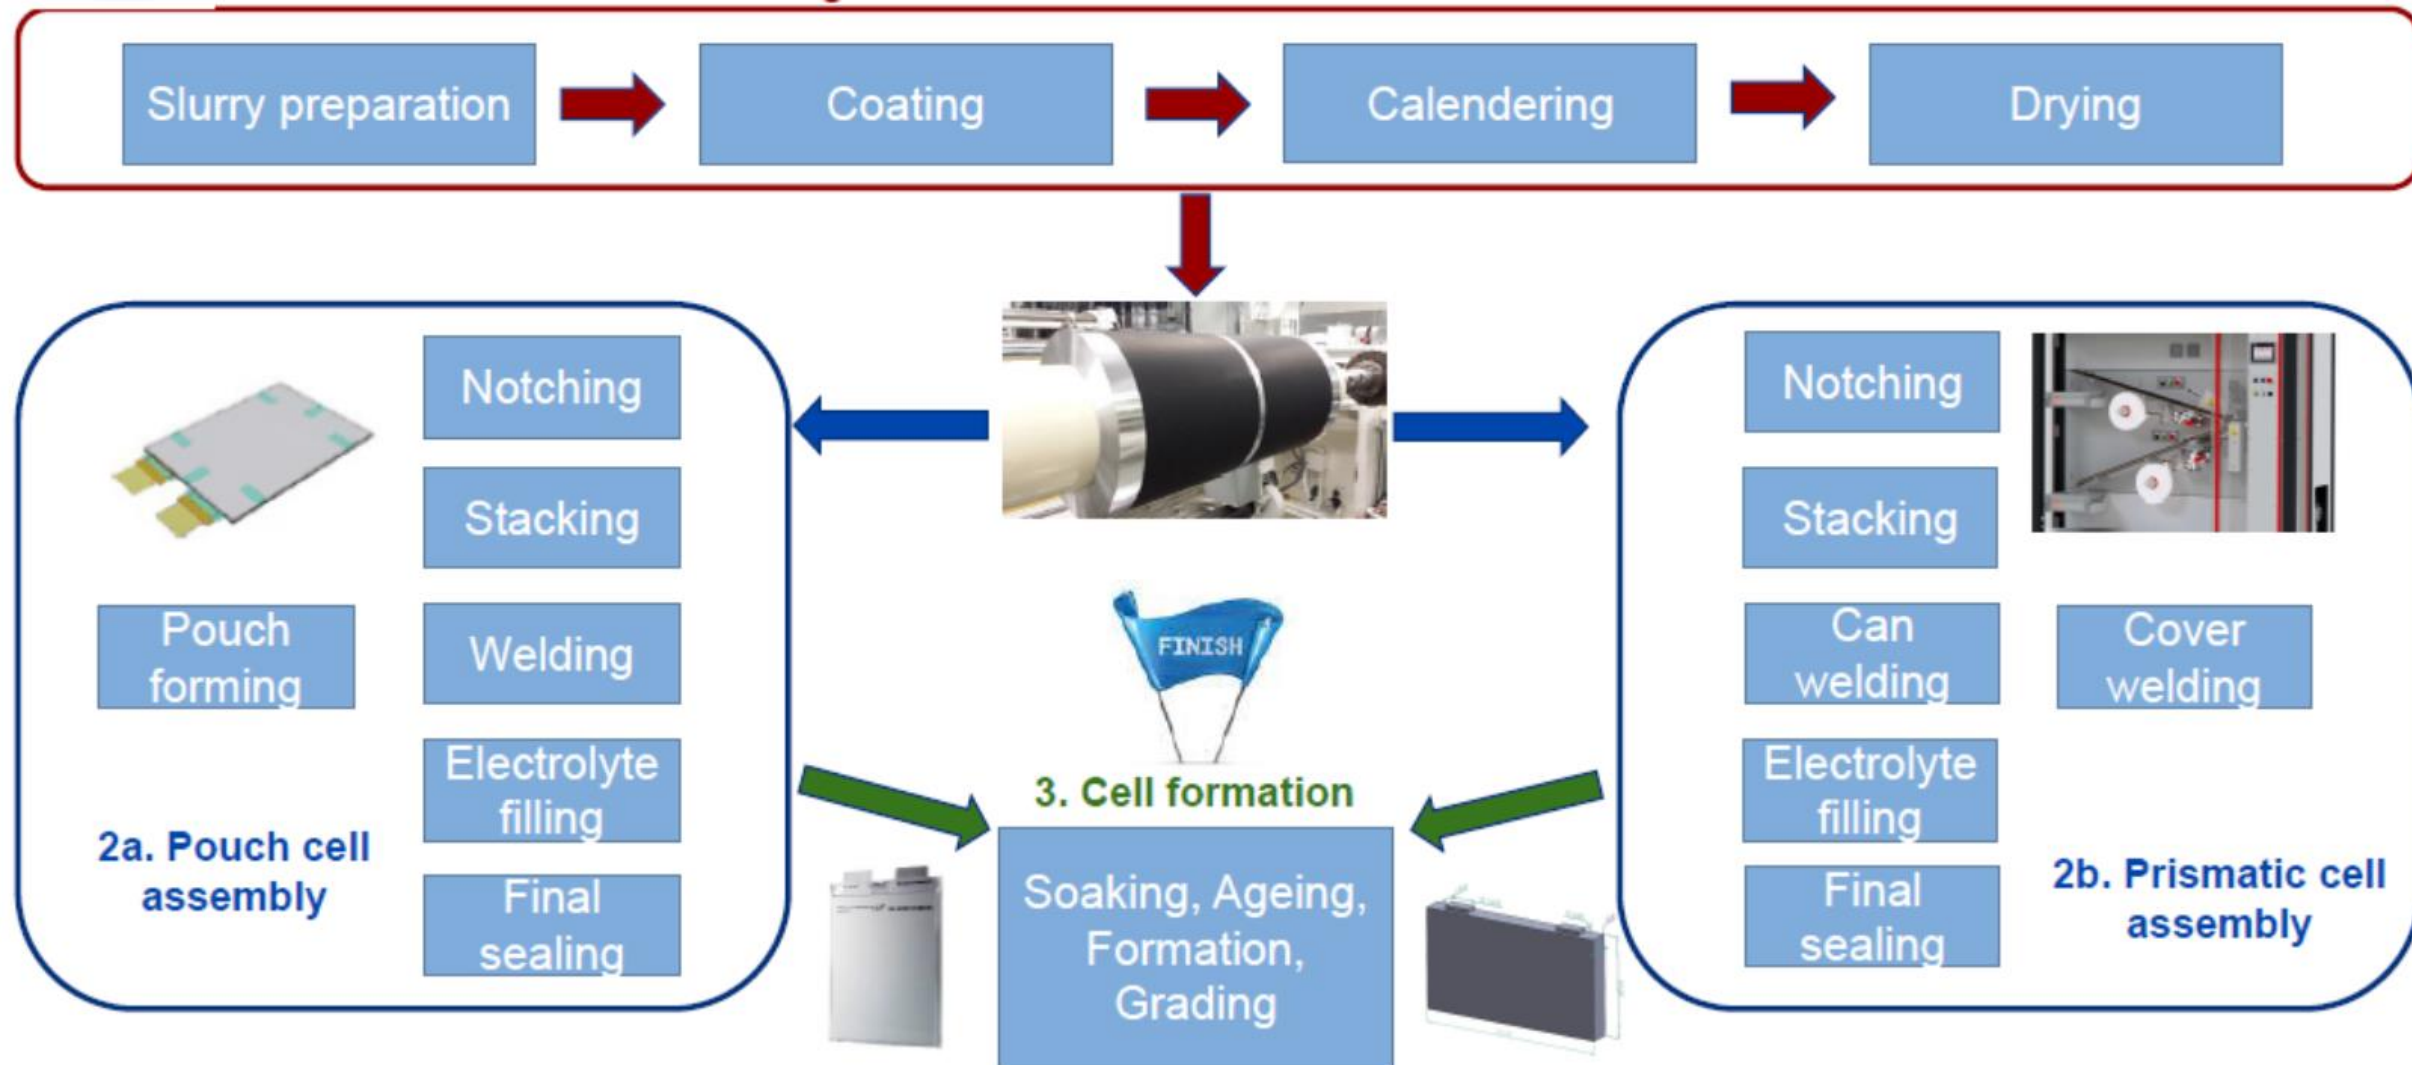 Slurry preparation
Coating
Calendering
Drying
Notching
Stacking
Pouch
forming
Welding
Electrolyte
filling
2a. Pouch cell
assembly
Final
sealing
FINISH
3. Cell formation
Soaking, Ageing,
Formation,
Grading
Notching
Stacking
Can
welding
Cover
welding
Electrolyte
filling
Final
sealing
2b. Prismatic cell
assembly